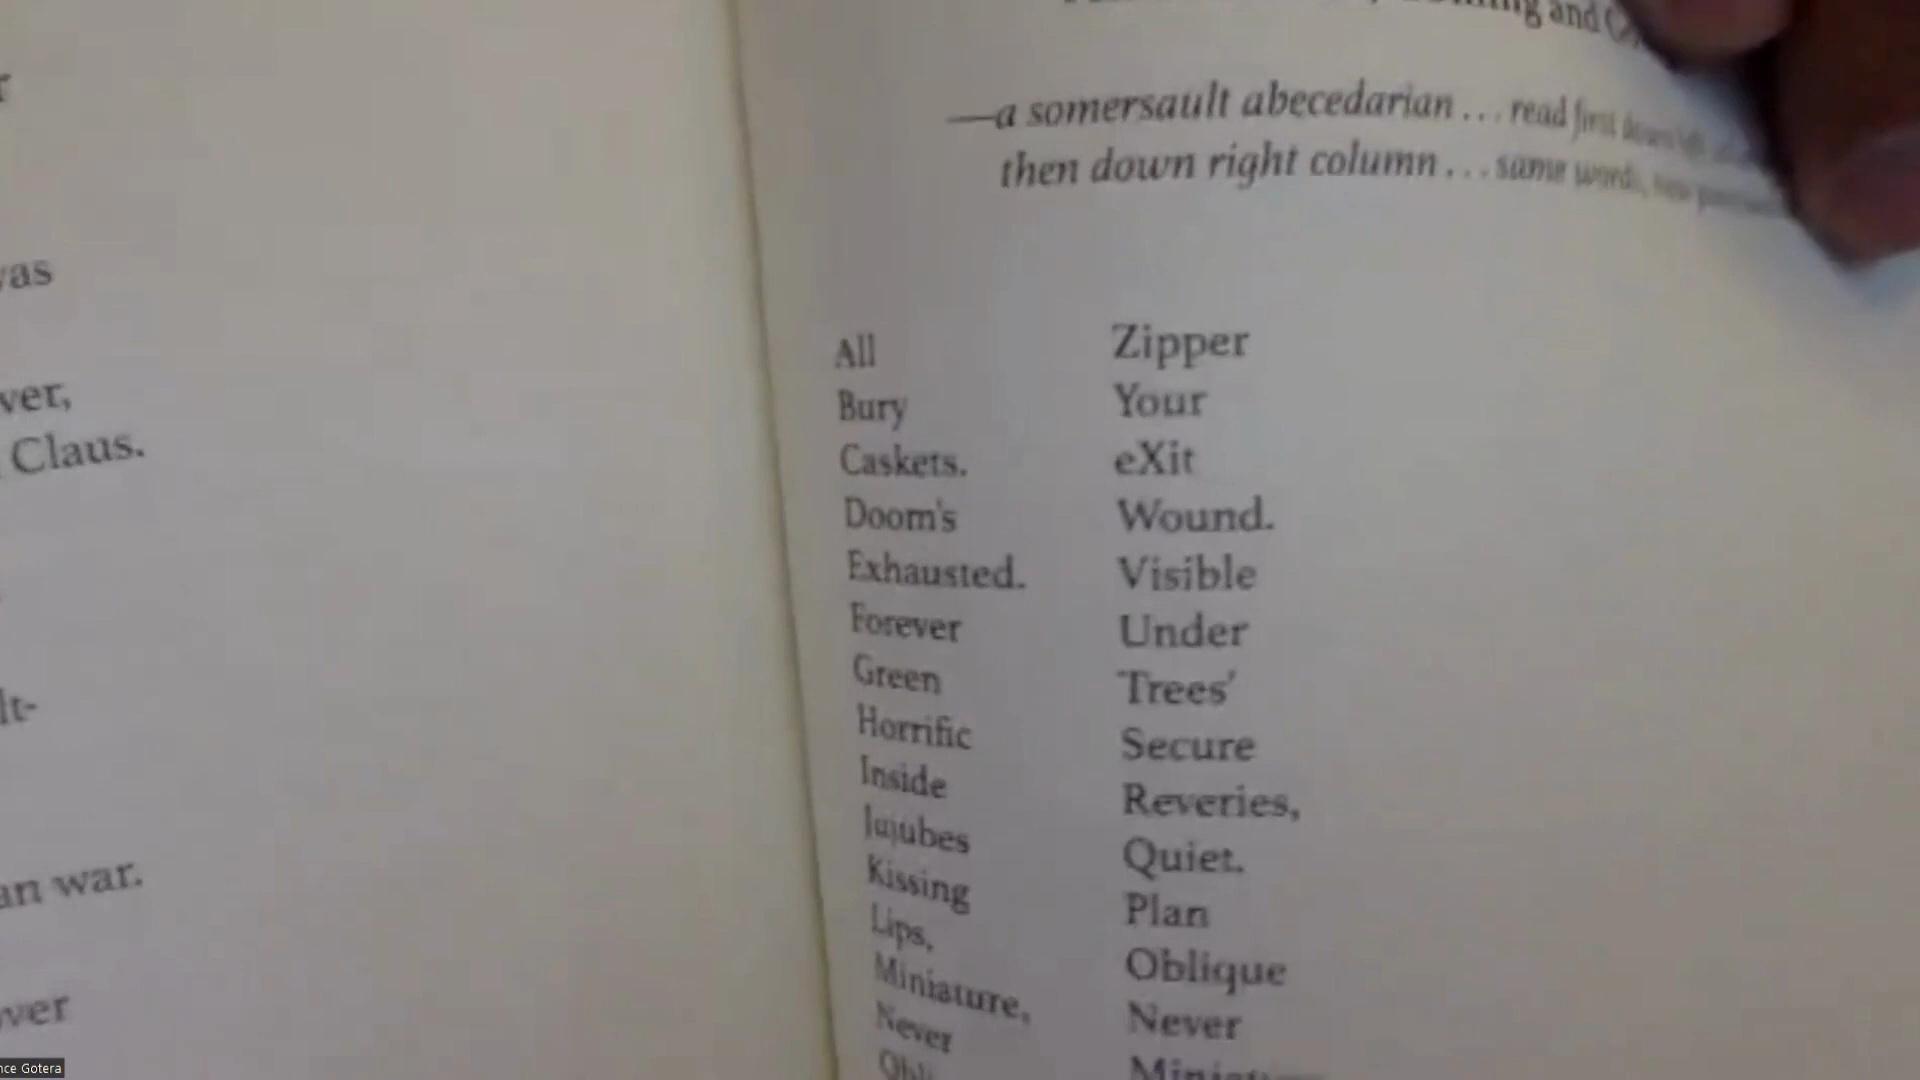 r
was
ver,
Claus.
lt-
an war.
over
and
—a somersault abecedarian . . . read first down
then down right column . . . same words, new
All
Bury
Caskets.
Doom's
Exhausted.
Forever
Green
Horrific
Inside
Jujubes
Kissing
Lips,
Miniature,
Never
Zipper
Your
eXit
Wound.
Visible
Under
Trees'
Secure
Reveries,
Quiet.
Plan
Oblique
Never
nce Gotera